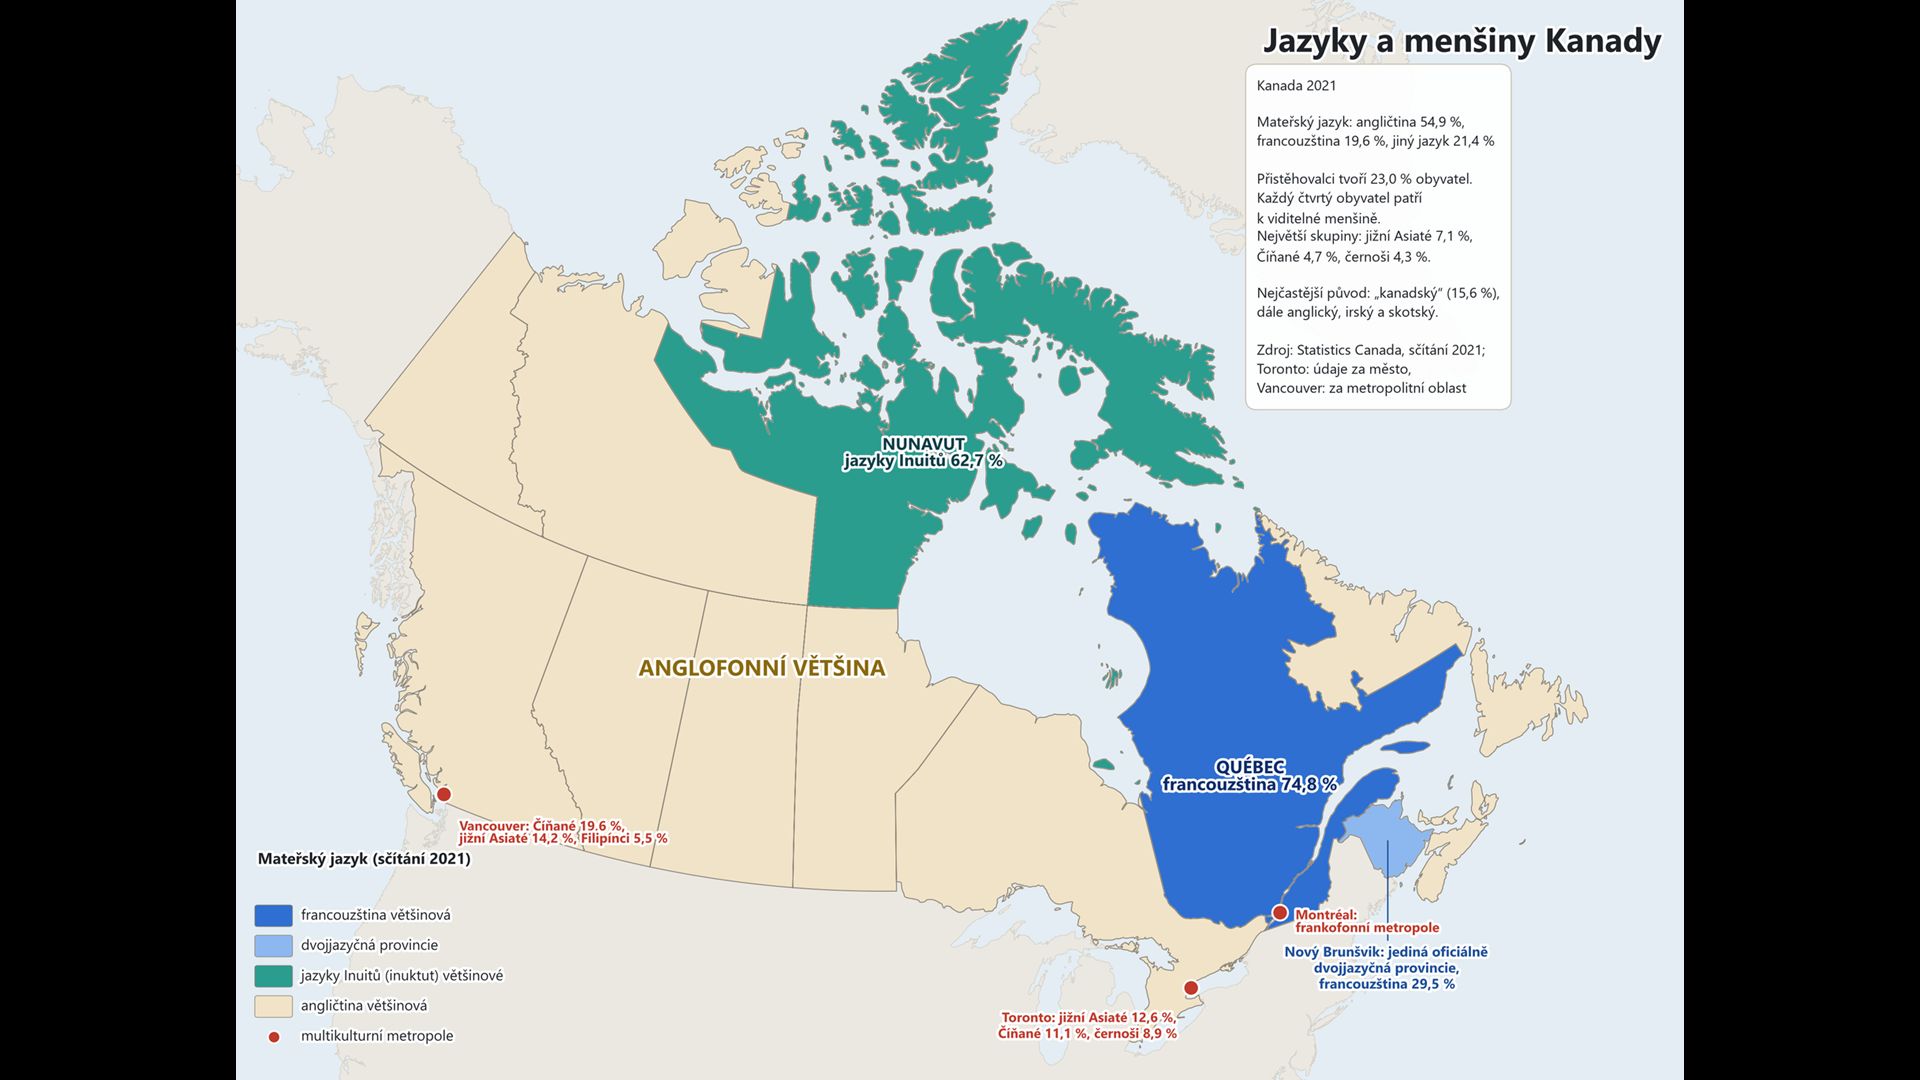 Jazyky a menšiny Kanady
Kanada 2021
Mateřský jazyk: angličtina 54,9 %,
francouzština 19,6 %, jiný jazyk 21,4 %
Přistěhovalci tvoří 23,0 % obyvatel.
Každý čtvrtý obyvatel patří
k viditelné menšině.
Největší skupiny: jižní Asiaté 7,1 %,
Číňané 4,7 %, černoši 4,3 %.
Nejčastější původ: „kanadský“ (15,6 %),
dále anglický, irský a skotský.
Zdroj: Statistics Canada, sčítání 2021;
Toronto: údaje za město,
Vancouver: za metropolitní oblast
NUNAVUT
jazyky Inuitů 62,7 %
ANGLOFONNÍ VĚTŠINA
QUÉBEC
francouzština 74,8 %
Vancouver: Číňané 19.6 %,
jižní Asiaté 14,2 %, Filipínci 5,5 %
Montréal:
frankofonní metropole
Nový Brunšvik: jediná oficiálně
dvojjazyčná provincie,
francouzština 29,5 %
Toronto: jižní Asiaté 12,6 %,
Číňané 11,1 %, černoši 8,9 %
Mateřský jazyk (sčítání 2021)
francouzština většinová
dvojjazyčná provincie
jazyky Inuitů (inuktut) většinové
angličtina většinová
multikulturní metropole